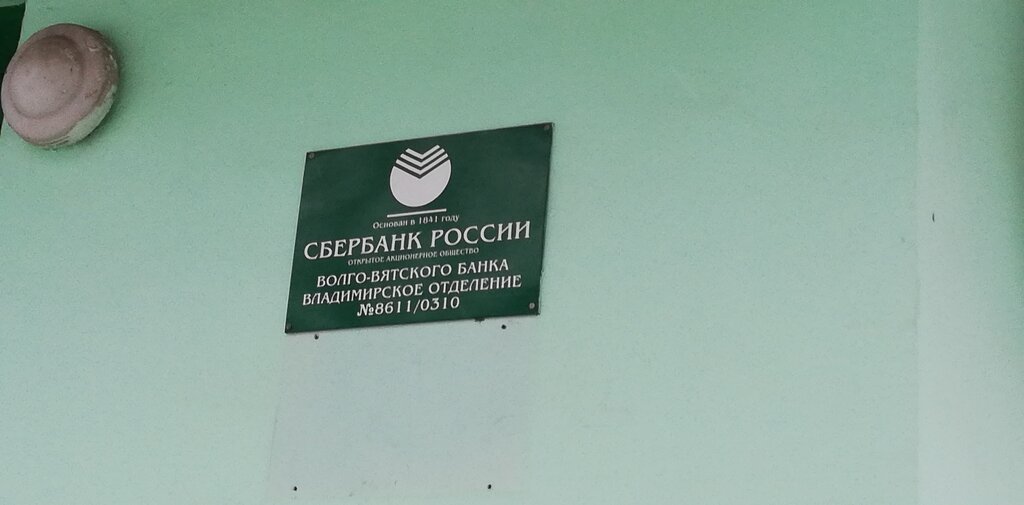 Основан в 1841 году
СБЕРБАНК РОССИИ
ОТКРЫТОЕ АКЦИОНЕРНОЕ ОБЩЕСТВО
ВОЛГО-ВЯТСКОГО БАНКА
ВЛАДИМИРСКОЕ ОТДЕЛЕНИЕ
№8611/0310